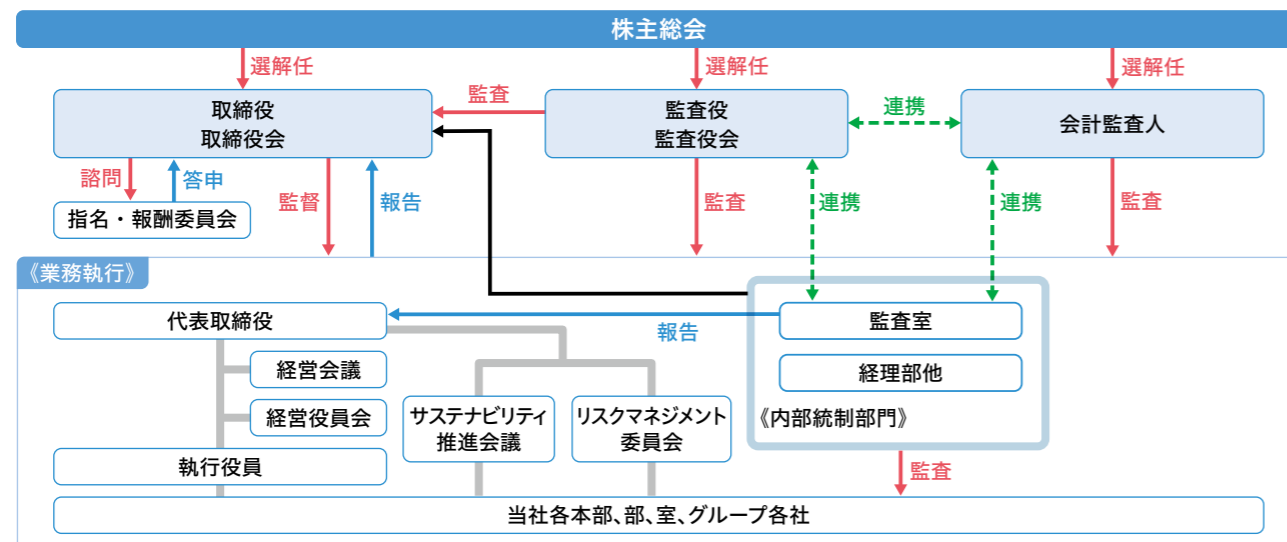 株主総会
選解任
選解任
選解任
取締役
取締役会
監査
監査役
監査役会
連携
会計監査人
諮問
答申
監督
報告
監査
連携
連携
監査
指名・報酬委員会
《業務執行》
代表取締役
報告
監査室
経営会議
経理部他
経営役員会
サステナビリティ
推進会議
リスクマネジメント
委員会
《内部統制部門》
執行役員
監査
当社各本部、部、室、グループ各社